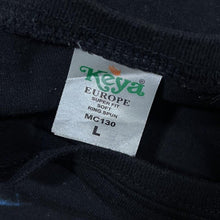 Keya
EUROPE
SUPER FIT
SOFT
RING SPUN
MC130
L